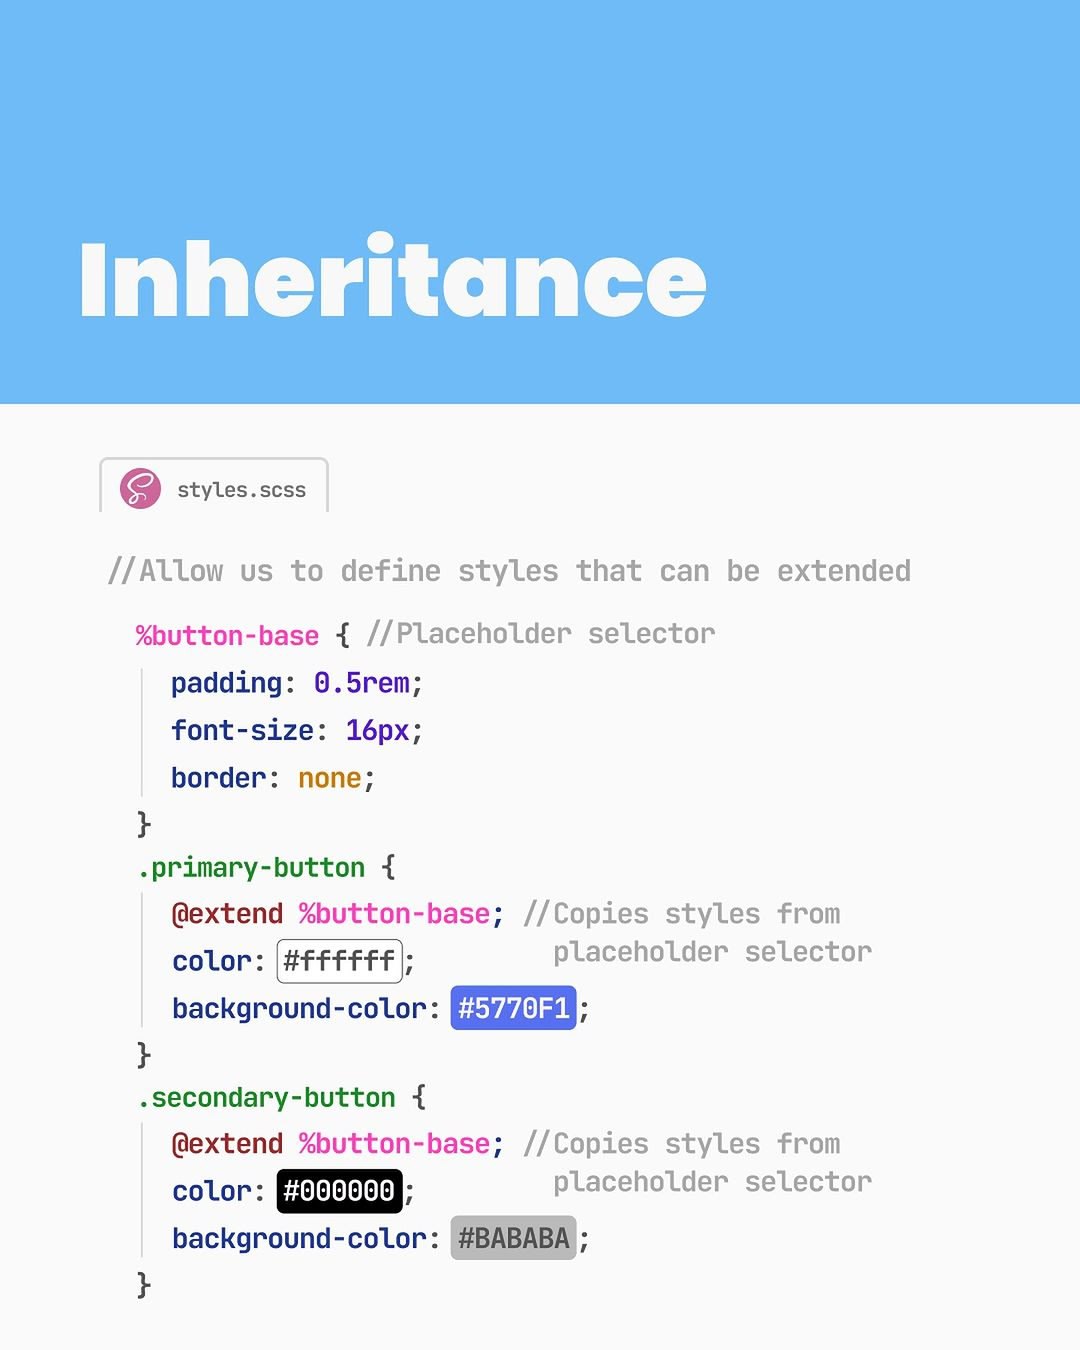 Inheritance
styles.scss
//Allow us to define styles that can be extended
%button-base { //Placeholder selector
padding: 0.5rem;
font-size: 16px;
border: none;
}
.primary-button {
@extend %button-base; //Copies styles from
placeholder selector
color: #ffffff;
background-color: #5770F1;
}
.secondary-button {
@extend %button-base; //Copies styles from
placeholder selector
color: #000000;
background-color: #BABABA;
}